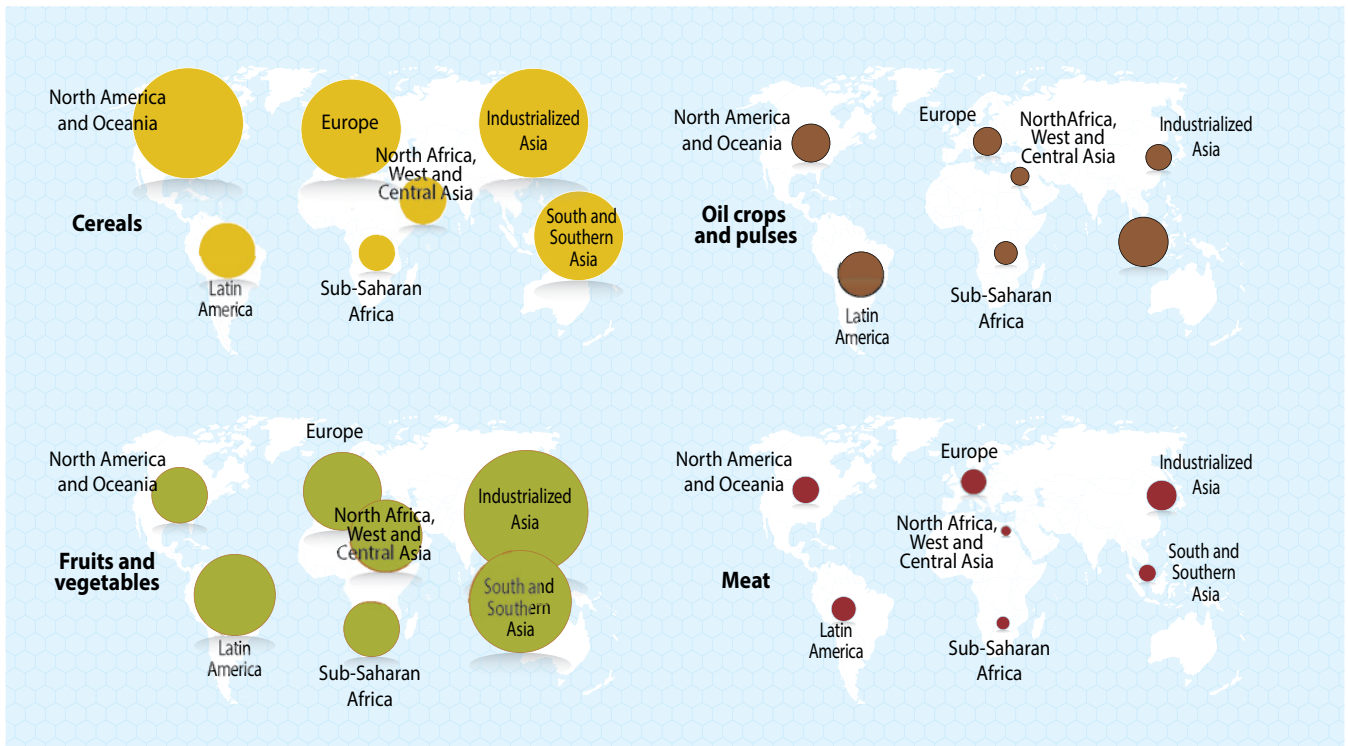 North America
and Oceania
Europe
Industrialized
Asia
North Africa,
West and
Central Asia
Cereals
South and
Southern
Asia
Latin
America
Sub-Saharan
Africa
North America
and Oceania
Europe
NorthAfrica,
West and
Central Asia
Industrialized
Asia
Oil crops
and pulses
Latin
America
Sub-Saharan
Africa
Europe
North America
and Oceania
Industrialized
Asia
North Africa,
West and
Central Asia
Fruits and
vegetables
South and
Southern
Asia
Latin
America
Sub-Saharan
Africa
North America
and Oceania
Europe
Industrialized
Asia
North Africa,
West and
Central Asia
South and
Southern
Asia
Meat
Latin
America
Sub-Saharan
Africa